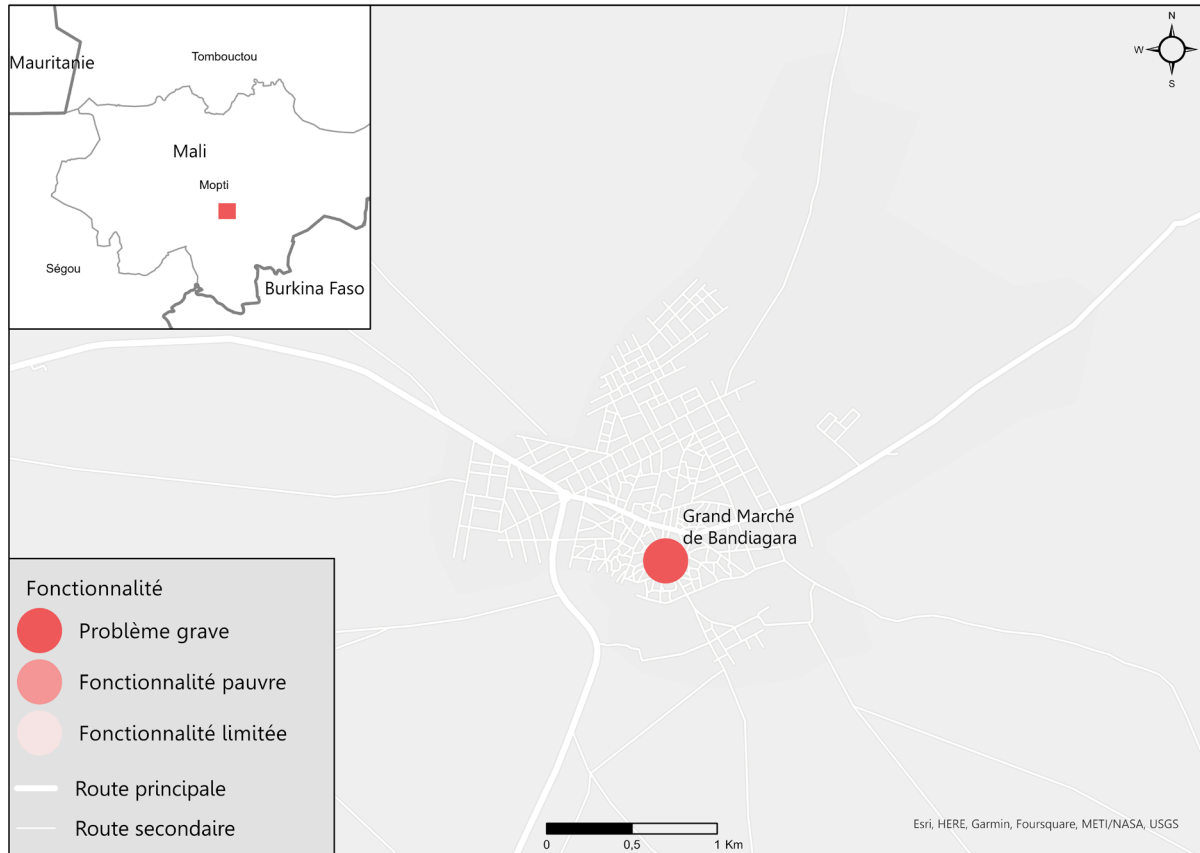 Mauritanie
Tombouctou
Mali
Mopti
Ségou
Burkina Faso
N
W
S
Grand Marché
de Bandiagara
Fonctionnalité
Problème grave
Fonctionnalité pauvre
Fonctionnalité limitée
Route principale
Route secondaire
0 0,5 1 Km
Esri, HERE, Garmin, Foursquare, METI/NASA, USGS